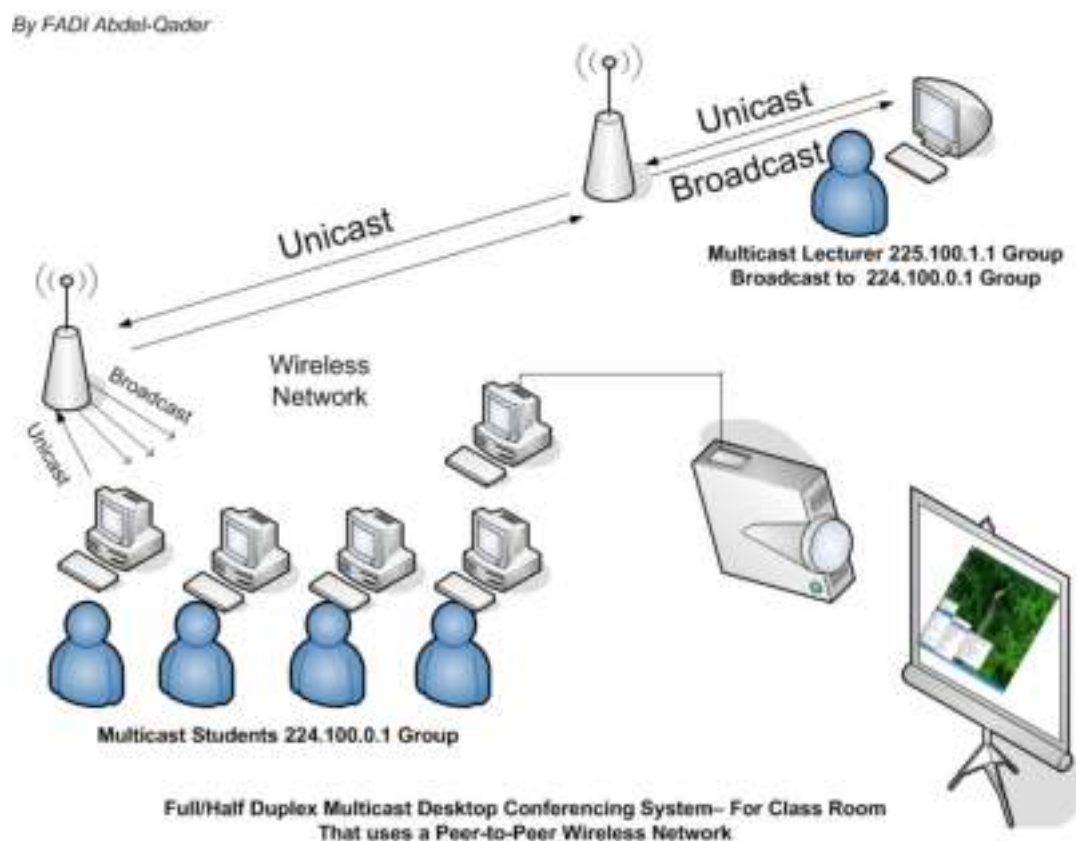 By FADI Abdel-Qader
Unicast
Broadcast
Multicast Lecturer 225.100.1.1 Group
Broadcast to 224.100.0.1 Group
Unicast
Wireless
Network
Broadcast
Unicast
Multicast Students 224.100.0.1 Group
Full/Half Duplex Multicast Desktop Conferencing System– For Class Room
That uses a Peer-to-Peer Wireless Network